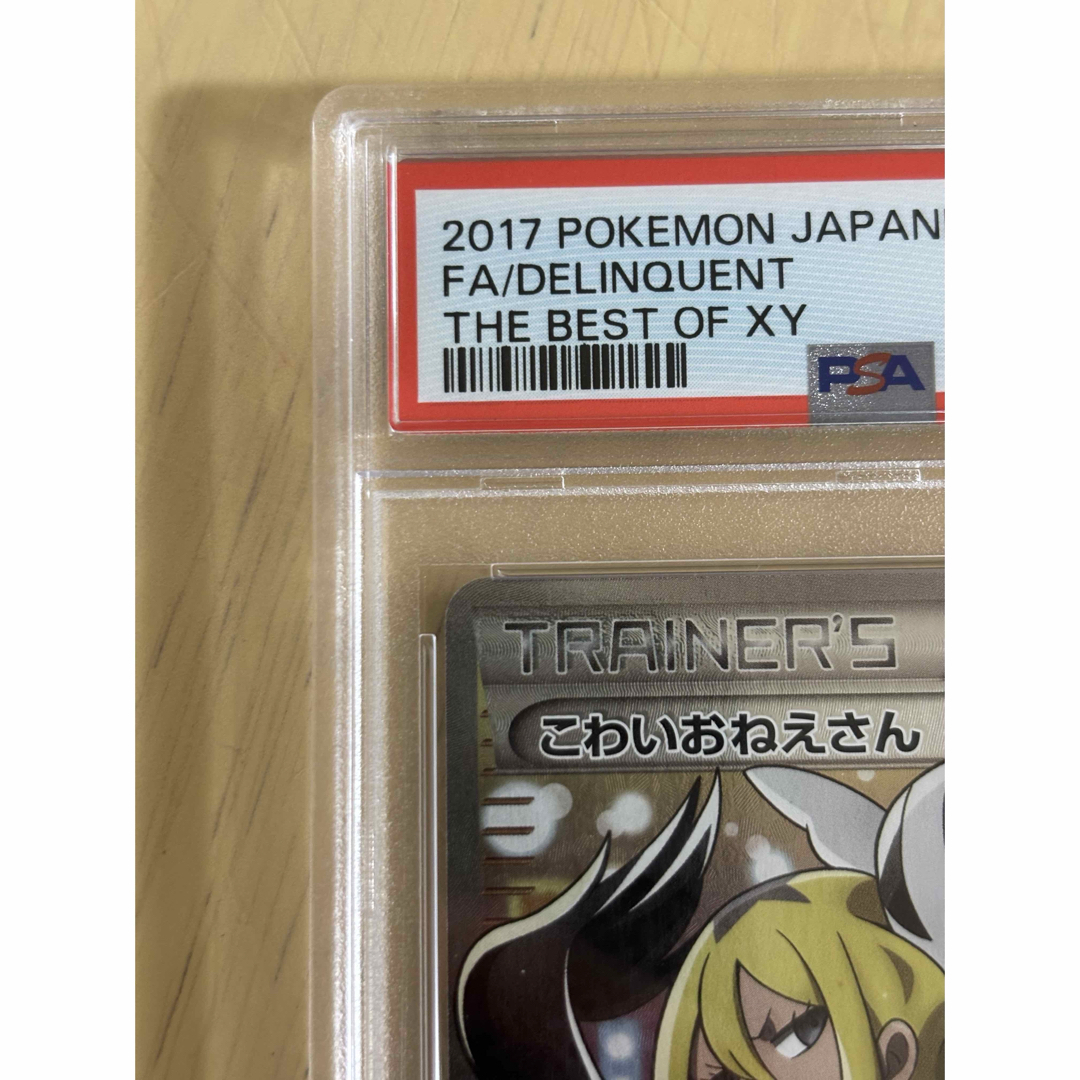 2017 POKEMON JAPAN
FA/DELINQUENT
THE BEST OF XY
PSA
TRAINER'S
こわいおねえさん